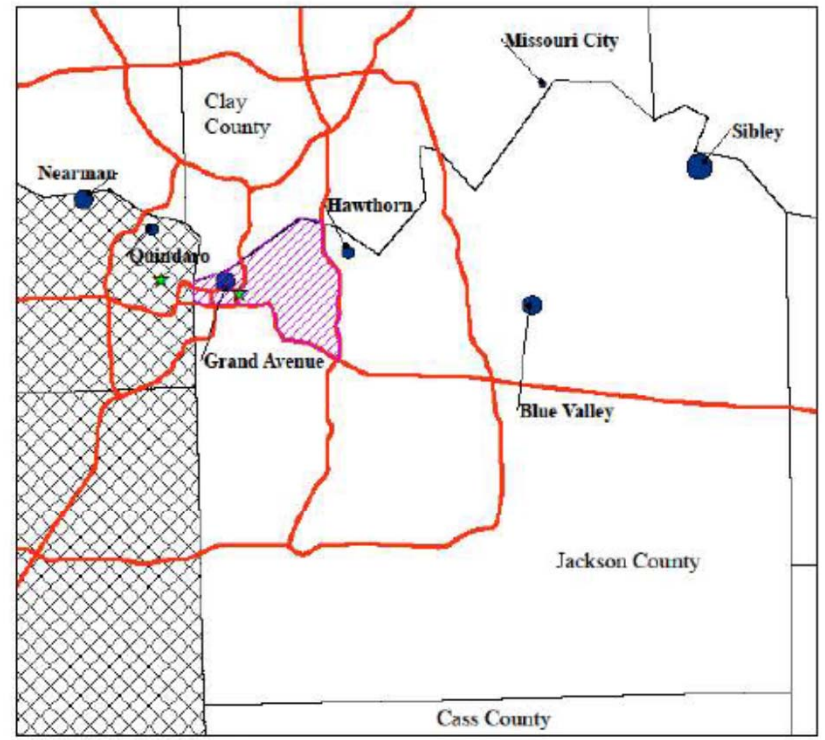 Missouri City
Clay
County
Sibley
Nearman
Hawthorn
Quindaro
Grand Avenue
Blue Valley
Jackson County
Cass County